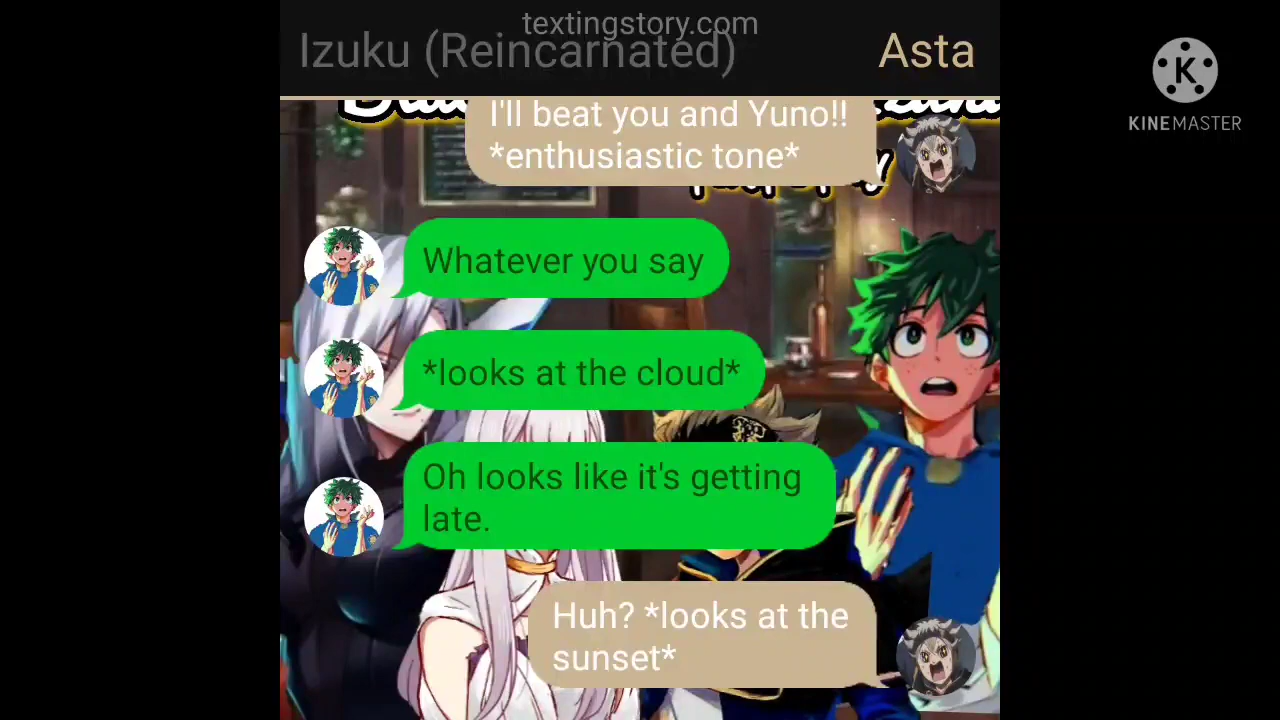 textingstory.com
Izuku (Reincarnated)
Asta
KINEMASTER
I'll beat you and Yuno!!
*enthusiastic tone*
Whatever you say
*looks at the cloud*
Oh looks like it's getting
late.
Huh? *looks at the
sunset*